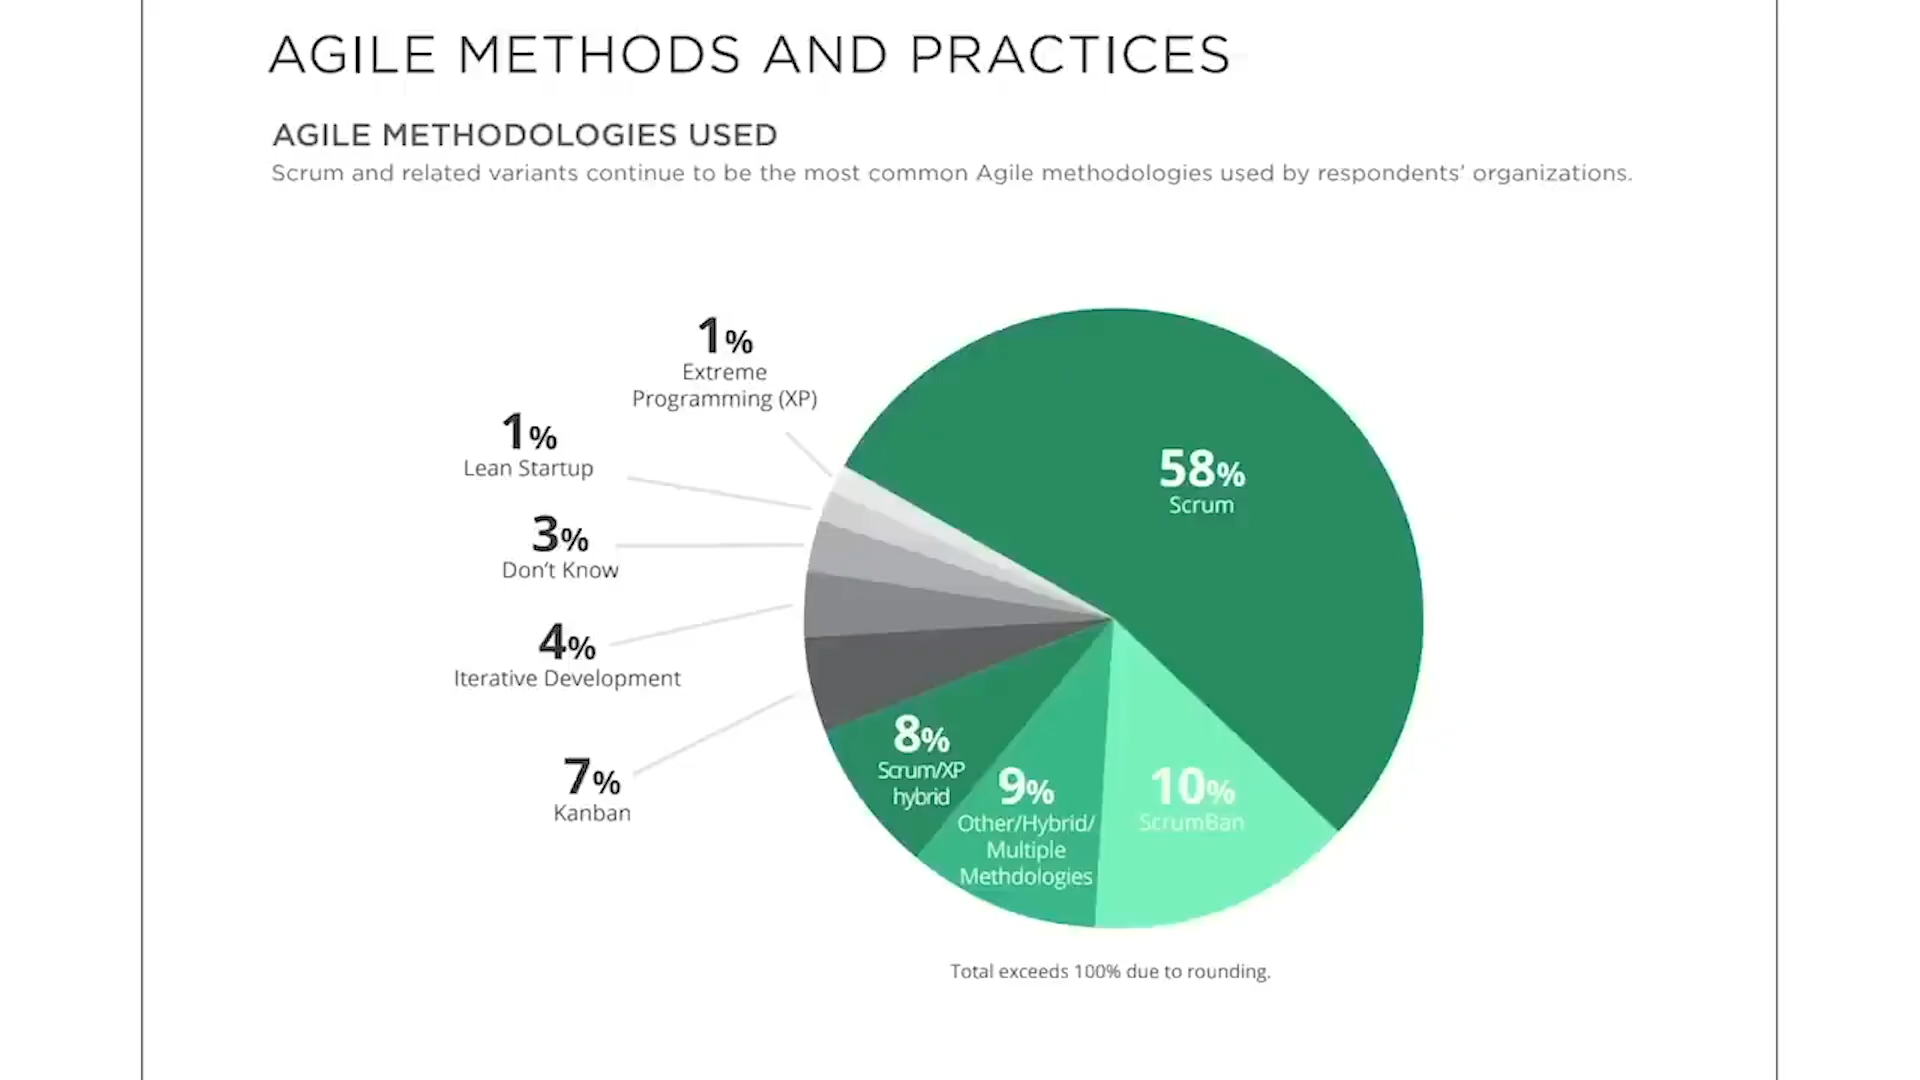 AGILE METHODS AND PRACTICES
AGILE METHODOLOGIES USED
Scrum and related variants continue to be the most common Agile methodologies used by respondents' organizations.
1%
Extreme
Programming (XP)
1%
Lean Startup
3%
Don't Know
4%
Iterative Development
7%
Kanban
58%
Scrum
8%
Scrum/XP
hybrid
9%
Other/Hybrid/
Multiple
Methdologies
10%
ScrumBan
Total exceeds 100% due to rounding.